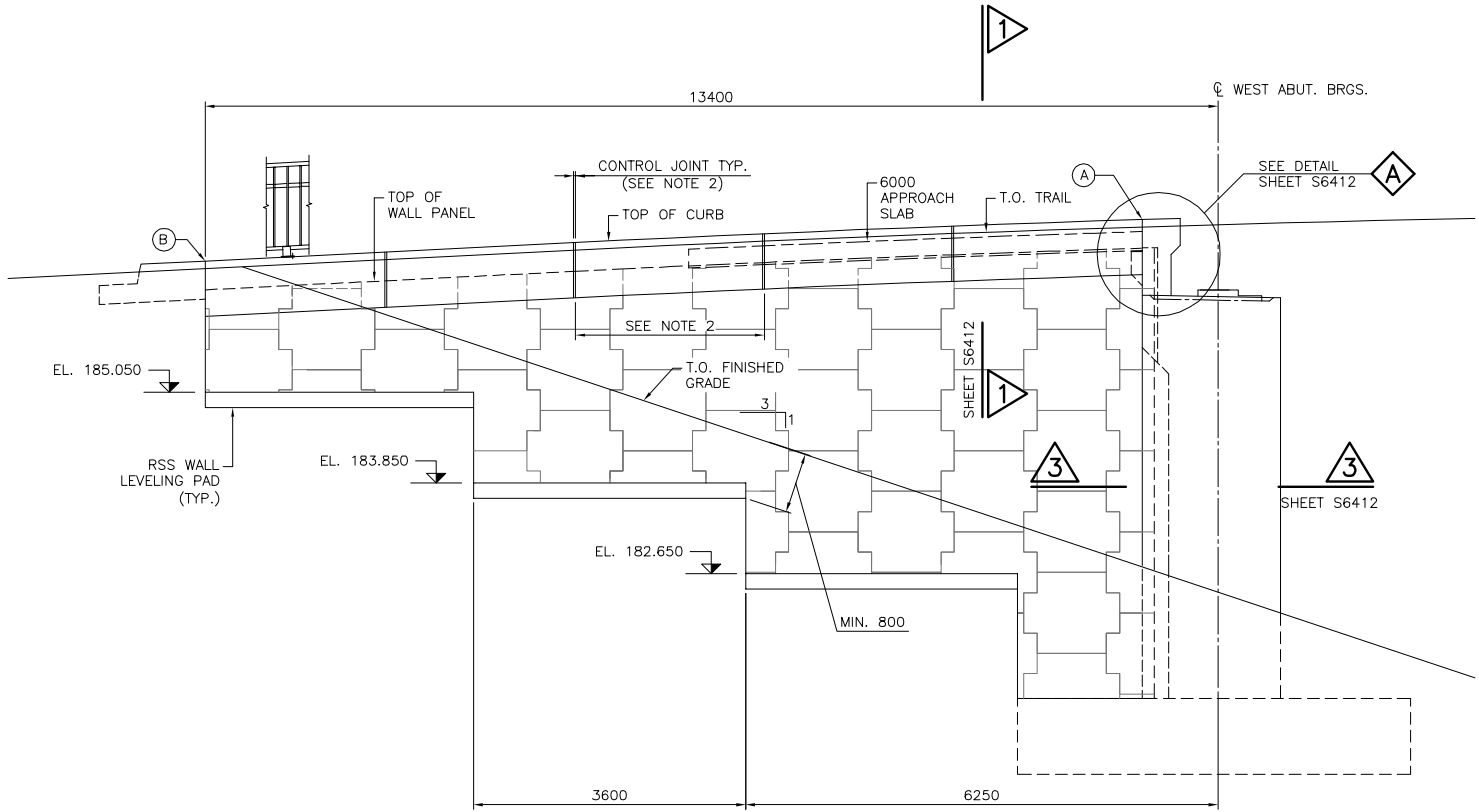 1
℄ WEST ABUT. BRGS.
13400
CONTROL JOINT TYP.
(SEE NOTE 2)
6000
APPROACH
SLAB
A
SEE DETAIL
SHEET S6412
A
TOP OF
WALL PANEL
TOP OF CURB
T.O. TRAIL
B
SEE NOTE 2
SHEET S6412
1
EL. 185.050
T.O. FINISHED
GRADE
3
1
RSS WALL
LEVELING PAD
(TYP.)
EL. 183.850
3
3
SHEET S6412
EL. 182.650
MIN. 800
3600
6250